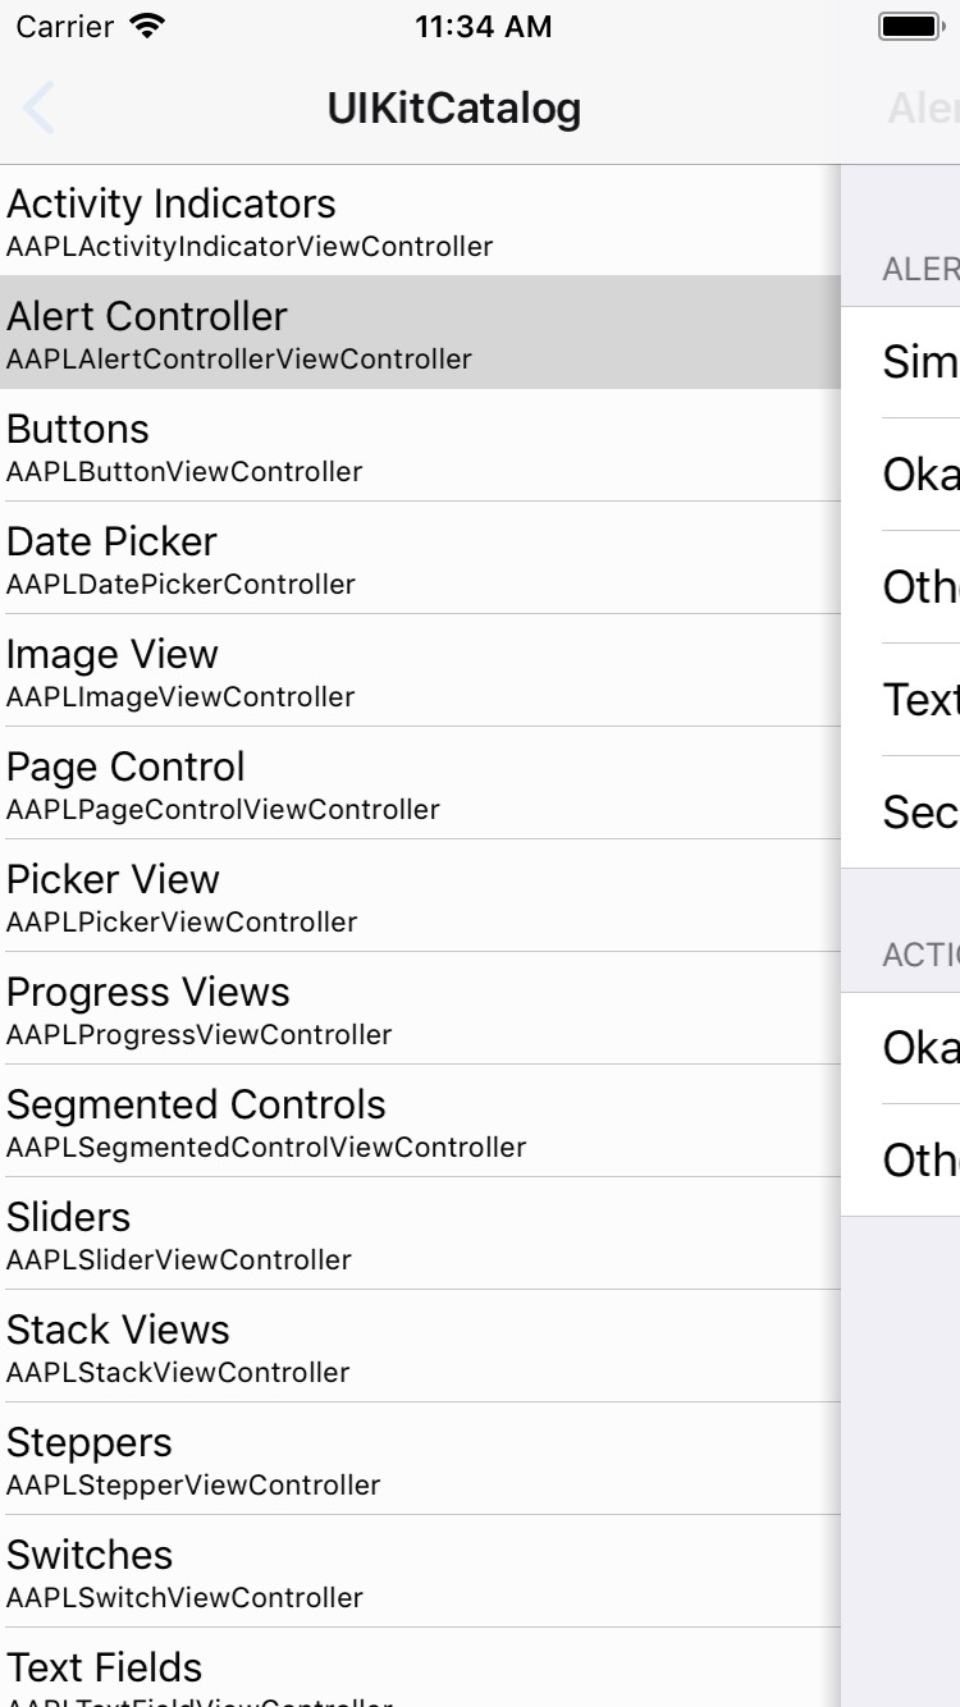 Carrier 11:34 AM
UIKitCatalog
Activity Indicators
AAPLActivityIndicatorViewController
Alert Controller
AAPLAlertControllerViewController
Buttons
AAPLButtonViewController
Date Picker
AAPLDatePickerController
Image View
AAPLImageViewController
Page Control
AAPLPageControlViewController
Picker View
AAPLPickerViewController
Progress Views
AAPLProgressViewController
Segmented Controls
AAPLSegmentedControlViewController
Sliders
AAPLSliderViewController
Stack Views
AAPLStackViewController
Steppers
AAPLStepperViewController
Switches
AAPLSwitchViewController
Text Fields
AAPLTextFieldViewController
Aler
ALER
Sim
Oka
Oth
Text
Sec
ACTI
Oka
Oth